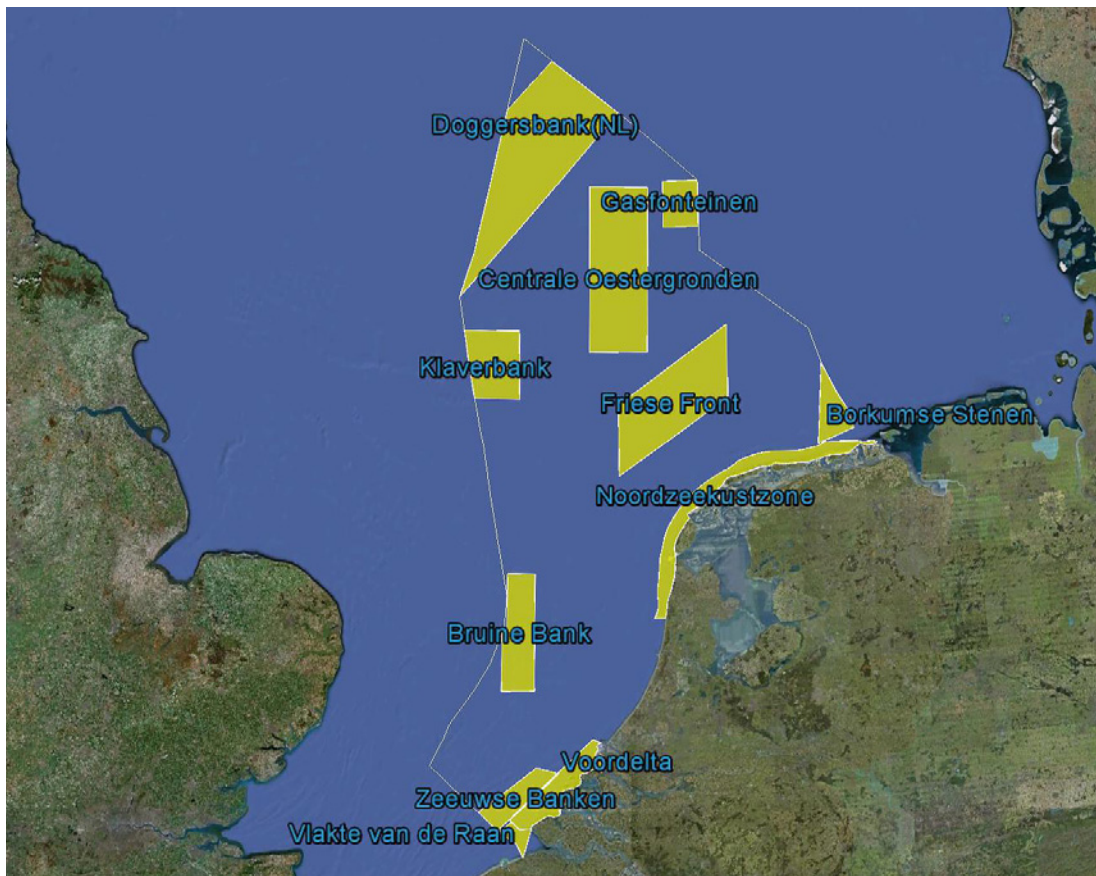 Doggersbank(NL)
Gasfonteinen
Centrale Oestergronden
Klaverbank
Friese Front
Borkumse Stenen
Noordzeekustzone
Bruine Bank
Voordelta
Zeeuwse Banken
Vlakte van de Raan